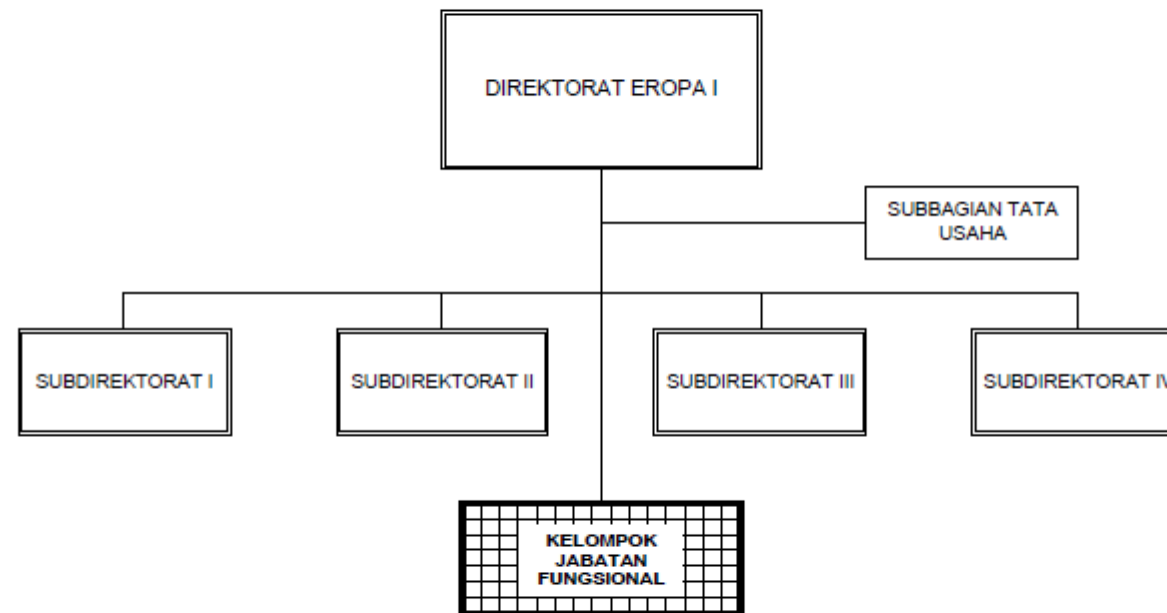 DIREKTORAT EROPA I
SUBBAGIAN TATA
USAHA
SUBDIREKTORAT I
SUBDIREKTORAT II
SUBDIREKTORAT III
SUBDIREKTORAT IV
KELOMPOK
JABATAN
FUNGSIONAL